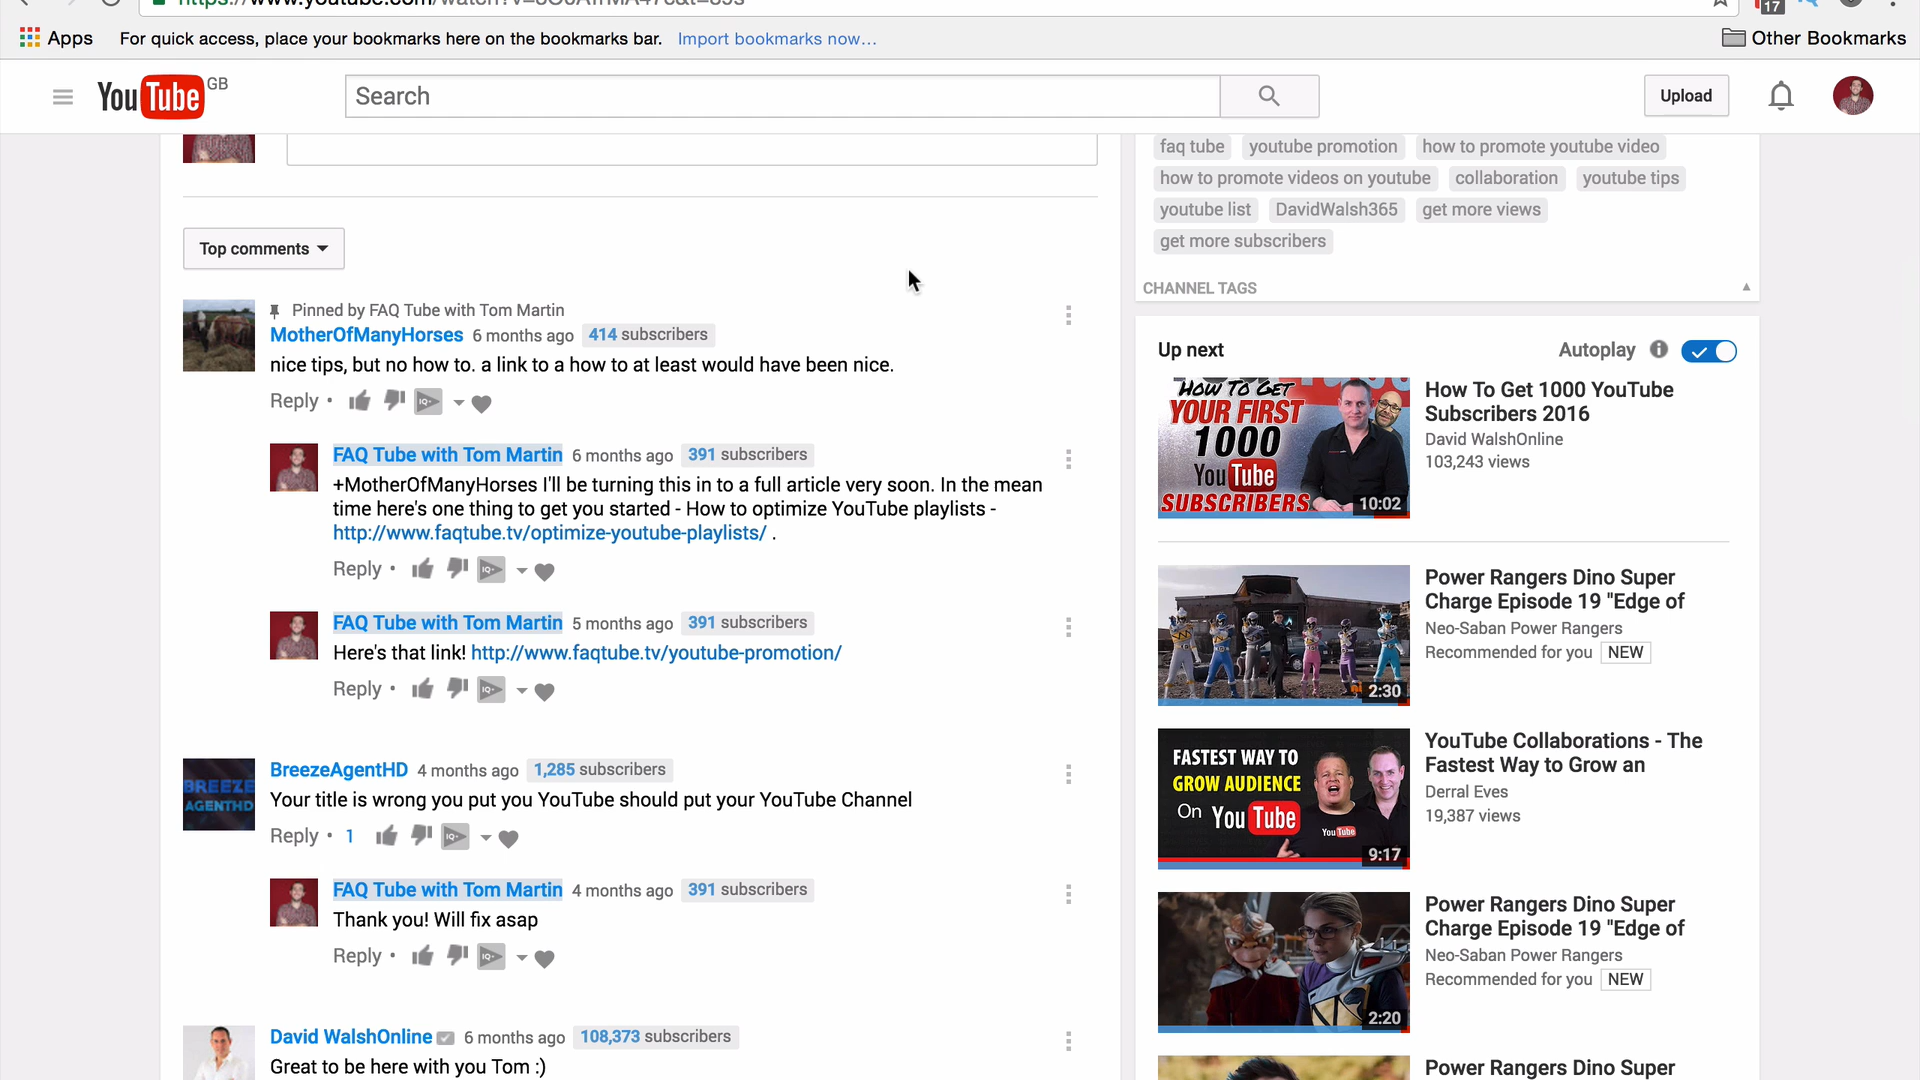 17
Apps For quick access, place your bookmarks here on the bookmarks bar. Import bookmarks now... Other Bookmarks
YouTube GB Search Upload
faq tube youtube promotion how to promote youtube video
how to promote videos on youtube collaboration youtube tips
youtube list DavidWalsh365 get more views
get more subscribers
CHANNEL TAGS
Top comments
Pinned by FAQ Tube with Tom Martin
MotherOfManyHorses 6 months ago 414 subscribers
nice tips, but no how to. a link to a how to at least would have been nice.
Reply •
FAQ Tube with Tom Martin 6 months ago 391 subscribers
+MotherOfManyHorses I'll be turning this in to a full article very soon. In the mean
time here's one thing to get you started - How to optimize YouTube playlists -
http://www.faqtube.tv/optimize-youtube-playlists/ .
Reply •
FAQ Tube with Tom Martin 5 months ago 391 subscribers
Here's that link! http://www.faqtube.tv/youtube-promotion/
Reply •
BreezeAgentHD 4 months ago 1,285 subscribers
BREEZE
AGENTHD
Your title is wrong you put you YouTube should put your YouTube Channel
Reply • 1
FAQ Tube with Tom Martin 4 months ago 391 subscribers
Thank you! Will fix asap
Reply •
David WalshOnline 6 months ago 108,373 subscribers
Great to be here with you Tom :)
Up next Autoplay
HOW TO GET
YOUR FIRST
1000
YouTube
SUBSCRIBERS
10:02
How To Get 1000 YouTube
Subscribers 2016
David WalshOnline
103,243 views
2:30
Power Rangers Dino Super
Charge Episode 19 "Edge of
Neo-Saban Power Rangers
Recommended for you NEW
FASTEST WAY TO
GROW AUDIENCE
On YouTube
YouTube
9:17
YouTube Collaborations - The
Fastest Way to Grow an
Derral Eves
19,387 views
2:20
Power Rangers Dino Super
Charge Episode 19 "Edge of
Neo-Saban Power Rangers
Recommended for you NEW
Power Rangers Dino Super